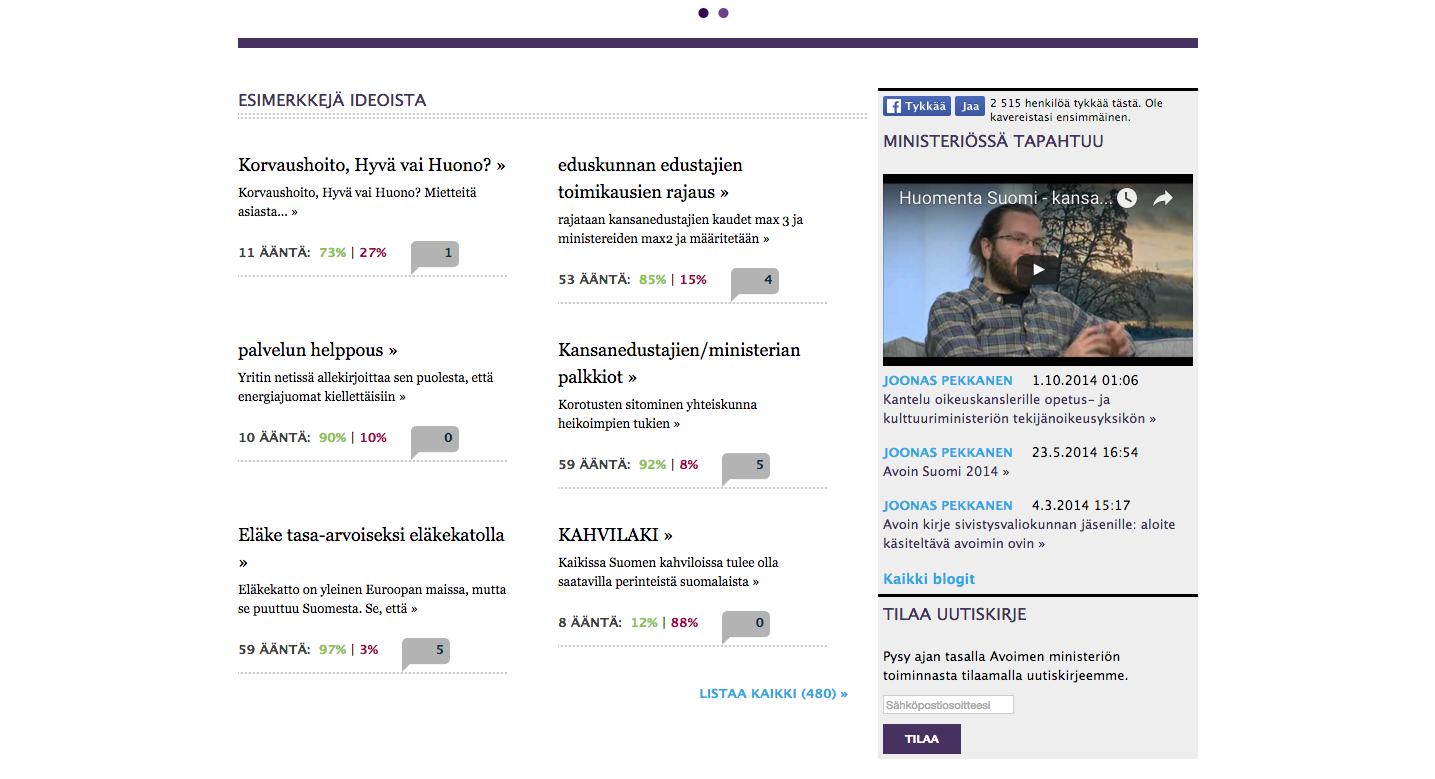 ESIMERKKEJÄ IDEOISTA
Korvaushoito, Hyvä vai Huono? »
Korvaushoito, Hyvä vai Huono? Mietteitä
asiasta... »
11 ÄÄNTÄ: 73% | 27% 1
eduskunnan edustajien
toimikausien rajaus »
rajataan kansanedustajien kaudet max 3 ja
ministereiden max2 ja määritetään »
53 ÄÄNTÄ: 85% | 15% 4
palvelun helppous »
Yritin netissä allekirjoittaa sen puolesta, että
energiajuomat kiellettäisiin »
10 ÄÄNTÄ: 90% | 10% 0
Kansanedustajien/ministerian
palkkiot »
Korotusten sitominen yhteiskunna
heikoimpien tukien »
59 ÄÄNTÄ: 92% | 8% 5
Eläke tasa-arvoiseksi eläkekatolla
»
Eläkekatto on yleinen Euroopan maissa, mutta
se puuttuu Suomesta. Se, että »
59 ÄÄNTÄ: 97% | 3% 5
KAHVILAKI »
Kaikissa Suomen kahviloissa tulee olla
saatavilla perinteistä suomalaista »
8 ÄÄNTÄ: 12% | 88% 0
LISTAA KAIKKI (480) »
Tykkää Jaa 2 515 henkilöä tykkää tästä. Ole
kavereistasi ensimmäinen.
MINISTERIÖSSÄ TAPAHTUU
Huomenta Suomi - kansa...
JOONAS PEKKANEN 1.10.2014 01:06
Kantelu oikeuskanslerille opetus- ja
kulttuuriministeriön tekijänoikeusyksikön »
JOONAS PEKKANEN 23.5.2014 16:54
Avoin Suomi 2014 »
JOONAS PEKKANEN 4.3.2014 15:17
Avoin kirje sivistysvaliokunnan jäsenille: aloite
käsiteltävä avoimin ovin »
Kaikki blogit
TILAA UUTISKIRJE
Pysy ajan tasalla Avoimen ministeriön
toiminnasta tilaamalla uutiskirjeemme.
Sähköpostiosoitteesi
TILAA